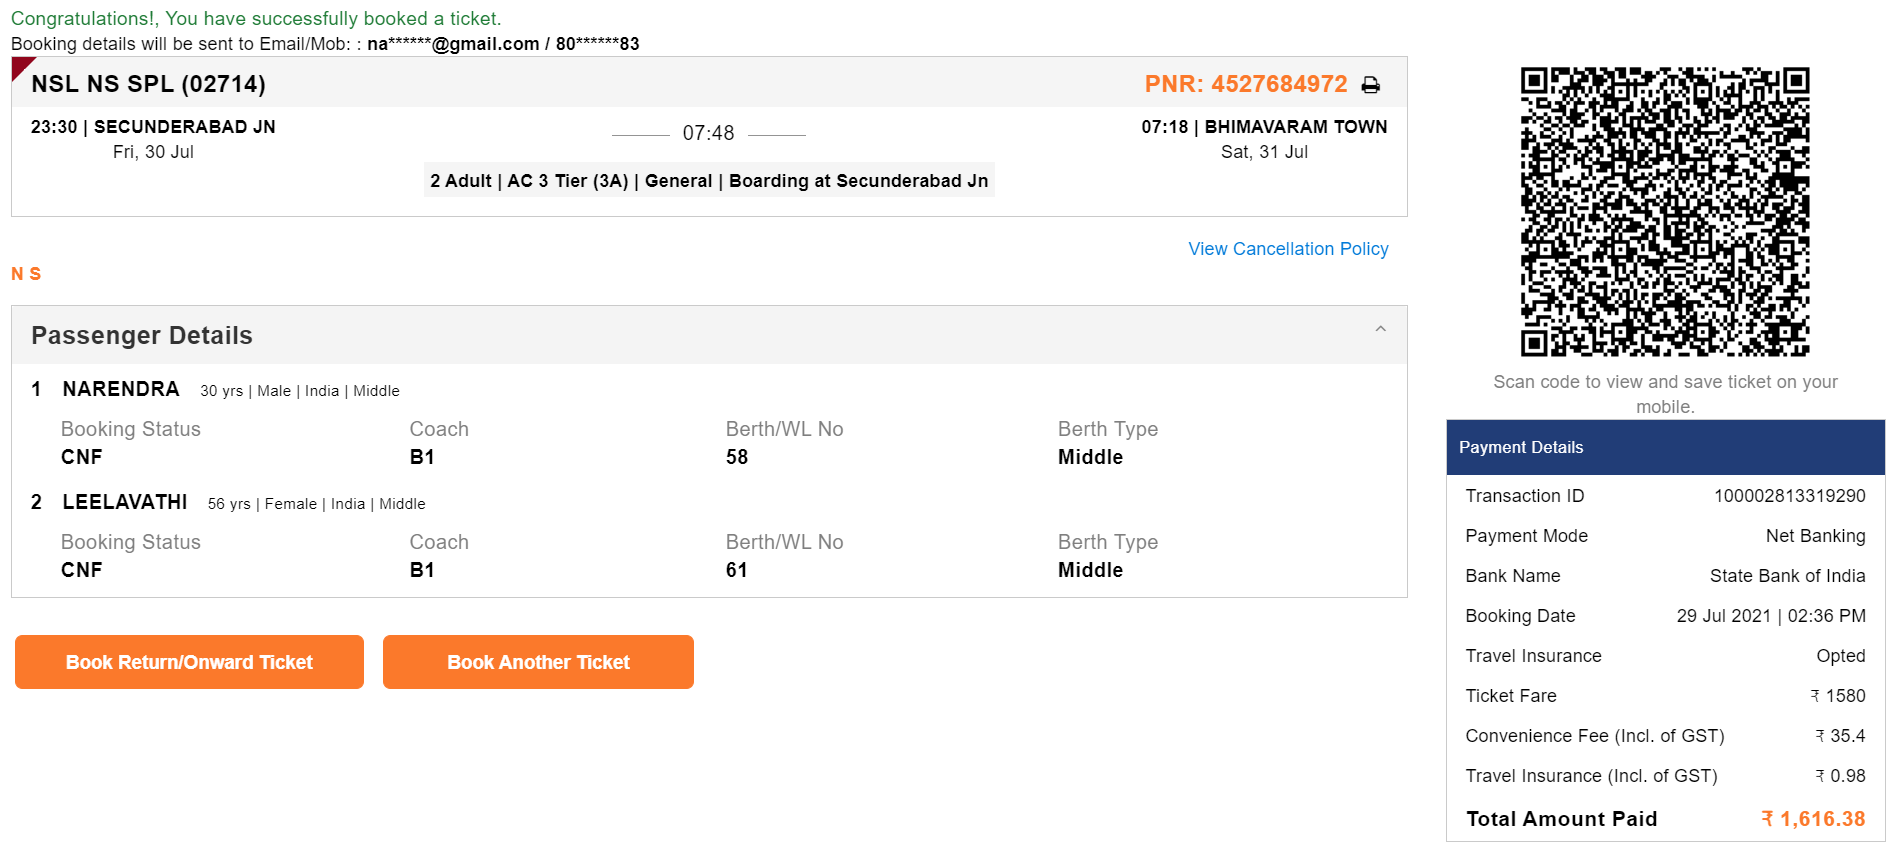 Congratulations!, You have successfully booked a ticket.
Booking details will be sent to Email/Mob: : na******@gmail.com / 80******83
NSL NS SPL (02714)
PNR: 4527684972
23:30 | SECUNDERABAD JN
07:48
07:18 | BHIMAVARAM TOWN
Fri, 30 Jul
Sat, 31 Jul
2 Adult | AC 3 Tier (3A) | General | Boarding at Secunderabad Jn
View Cancellation Policy
N S
Passenger Details
1 NARENDRA 30 yrs | Male | India | Middle
Booking Status Coach Berth/WL No Berth Type
CNF B1 58 Middle
2 LEELAVATHI 56 yrs | Female | India | Middle
Booking Status Coach Berth/WL No Berth Type
CNF B1 61 Middle
Book Return/Onward Ticket
Book Another Ticket
Scan code to view and save ticket on your
mobile.
Payment Details
Transaction ID 100002813319290
Payment Mode Net Banking
Bank Name State Bank of India
Booking Date 29 Jul 2021 | 02:36 PM
Travel Insurance Opted
Ticket Fare ₹ 1580
Convenience Fee (Incl. of GST) ₹ 35.4
Travel Insurance (Incl. of GST) ₹ 0.98
Total Amount Paid ₹ 1,616.38